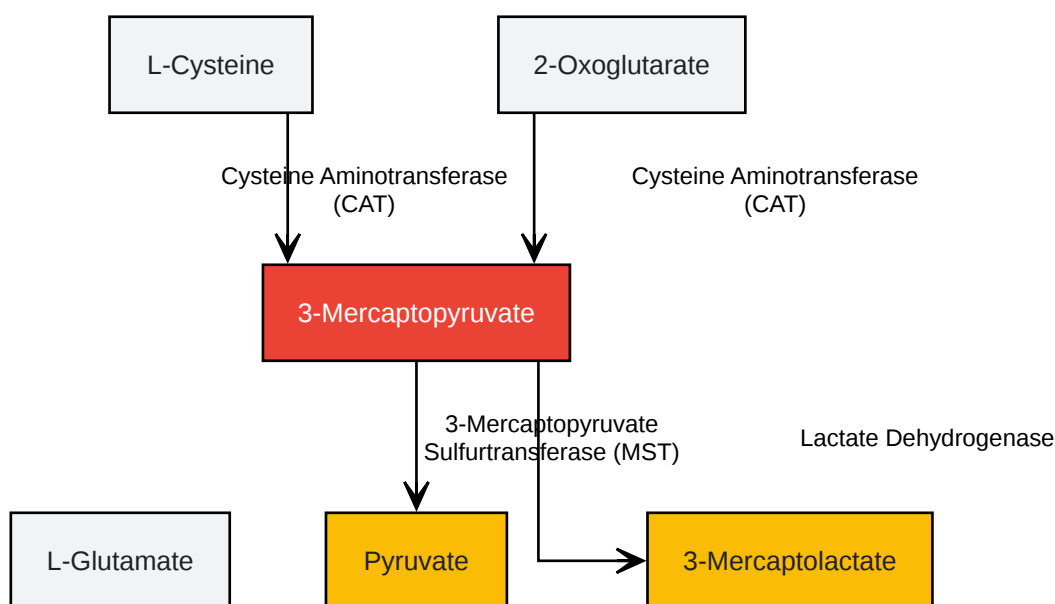 L-Cysteine
2-Oxoglutarate
Cysteine Aminotransferase
(CAT)
Cysteine Aminotransferase
(CAT)
3-Mercaptopyruvate
3-Mercaptopyruvate
Sulfurtransferase (MST)
Lactate Dehydrogenase
L-Glutamate
Pyruvate
3-Mercaptolactate